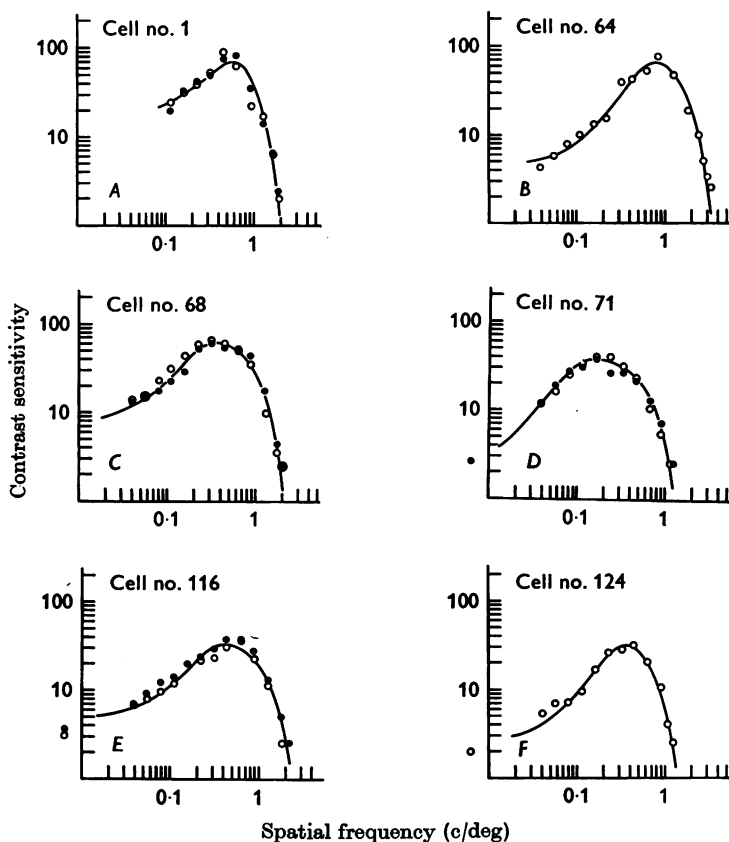 Cell no. 1
100
10
A
0·1 1
Cell no. 64
100
10
B
0·1 1
Cell no. 68
100
10
C
0·1 1
Cell no. 71
100
10
D
0·1 1
Cell no. 116
100
10
E
0·1 1
Cell no. 124
100
10
F
0·1 1
Contrast sensitivity
Spatial frequency (c/deg)